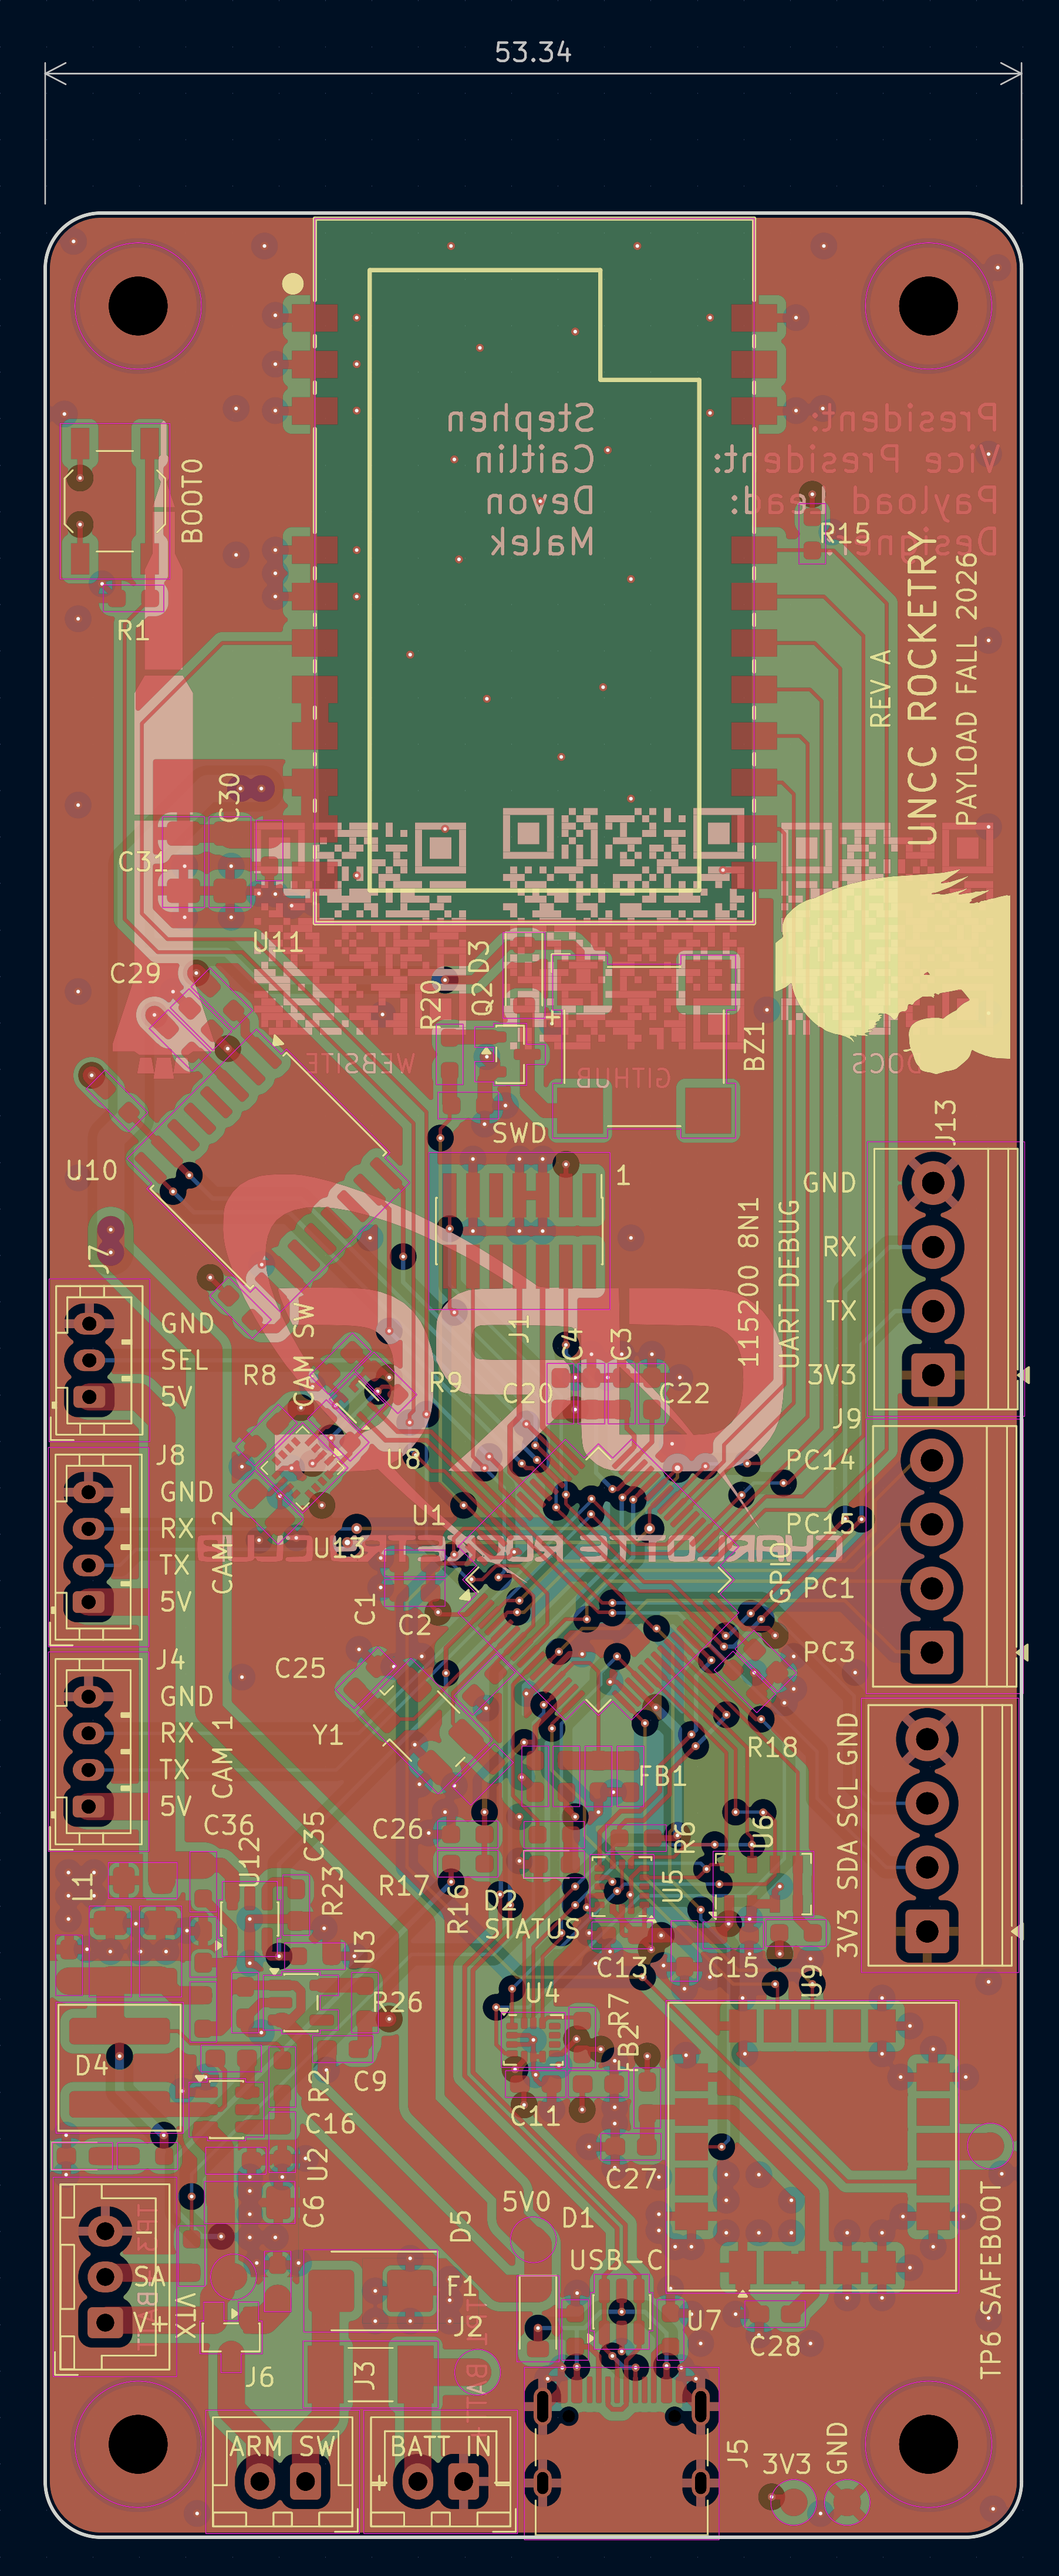 53.34
Stephen
Caitlin
Devon
Malek
President:
Vice President:
Payload Lead:
Designer:
BOOT0
R15
R1
REV A
UNCC ROCKETRY
PAYLOAD FALL 2026
C30
C31
U11
C29
D3
Q2
R20
+
BZ1
WEBSITE
GITHUB
DOCS
SWD
1
J13
U10
GND
RX
TX
3V3
115200 8N1
UART DEBUG
J7
GND
SEL
5V
CAM SW
R8
R9
J1
C4
C3
C20
C22
J9
J8
GND
RX
TX
5V
CAM 2
U8
U1
U13
PC14
PC15
PC1
PC3
GPIO
CHARLOTTE ROCKETRY CLUB
C1
C2
J4
GND
RX
TX
5V
CAM 1
C25
Y1
R18
FB1
C36
C35
C26
R6
U6
3V3 SDA SCL GND
L1
U12
R23
R17
R16
D2
STATUS
U5
U3
C13
C15
U9
R26
U4
R7
FB2
D4
R2
C9
C16
C11
U2
C27
C6
5V0
D5
D1
USB-C
TP6 SAFEBOOT
SA
V+
VTX
F1
J2
U7
C28
J6
J3
ARM SW
BATT IN
+
J5
3V3
GND